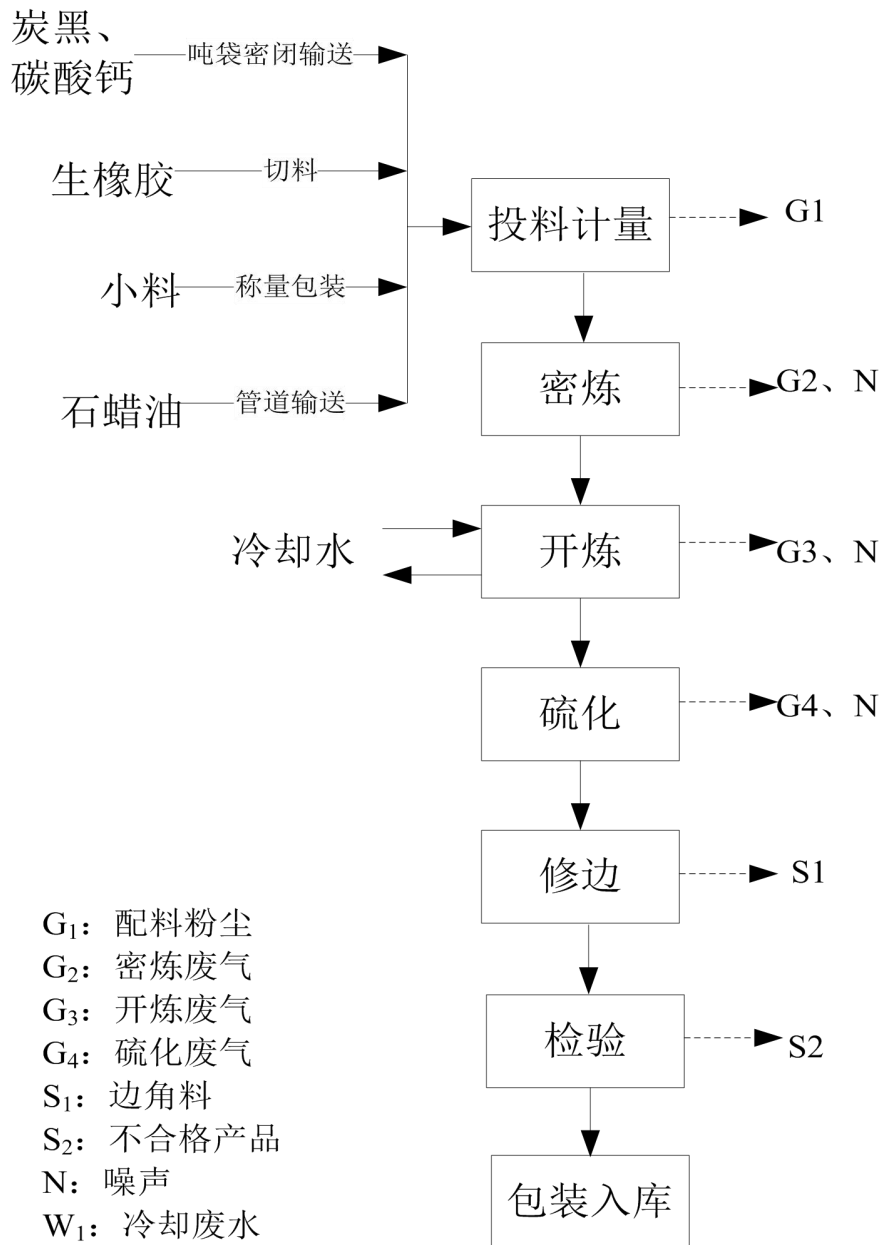 炭黑、
碳酸钙
吨袋密闭输送
生橡胶
切料
小料
称量包装
石蜡油
管道输送
投料计量
G1
密炼
G2、N
冷却水
开炼
G3、N
硫化
G4、N
修边
S1
检验
S2
包装入库
G₁：配料粉尘
G₂：密炼废气
G₃：开炼废气
G₄：硫化废气
S₁：边角料
S₂：不合格产品
N：噪声
W₁：冷却废水